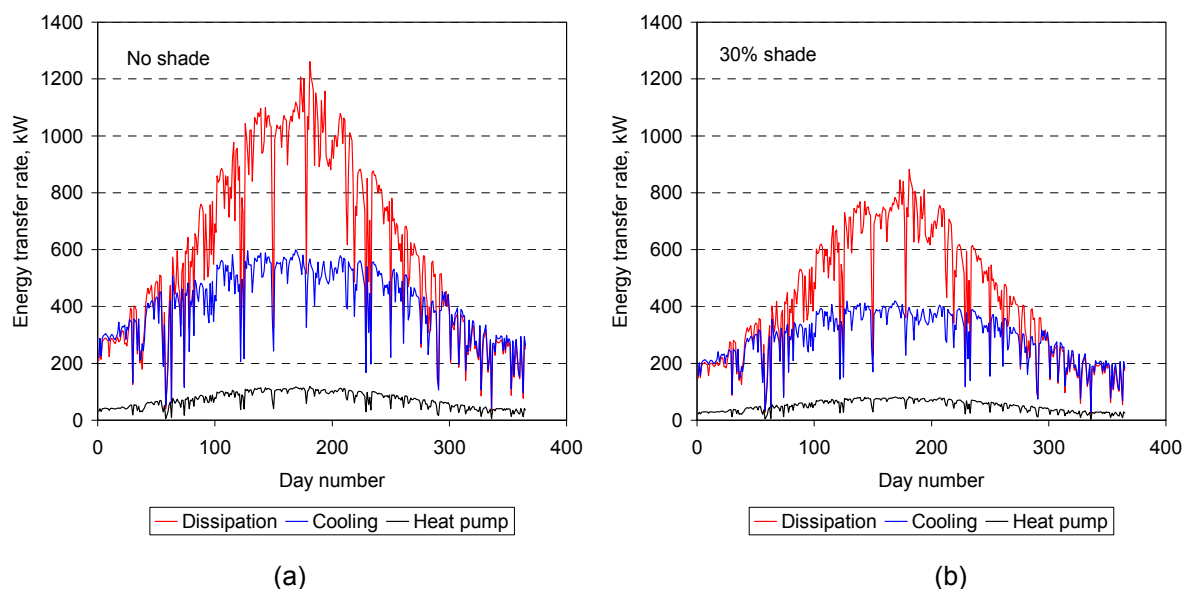 1400
1200
1000
800
600
400
200
0
Energy transfer rate, kW
No shade
0 100 200 300 400
Day number
Dissipation Cooling Heat pump
(a)
1400
1200
1000
800
600
400
200
0
Energy transfer rate, kW
30% shade
0 100 200 300 400
Day number
Dissipation Cooling Heat pump
(b)